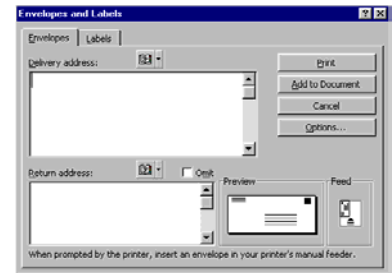 Envelopes and Labels
Envelopes Labels
Delivery address:
Print
Add to Document
Cancel
Options...
Return address:
Omit
Preview
Feed
When prompted by the printer, insert an envelope in your printer's manual feeder.